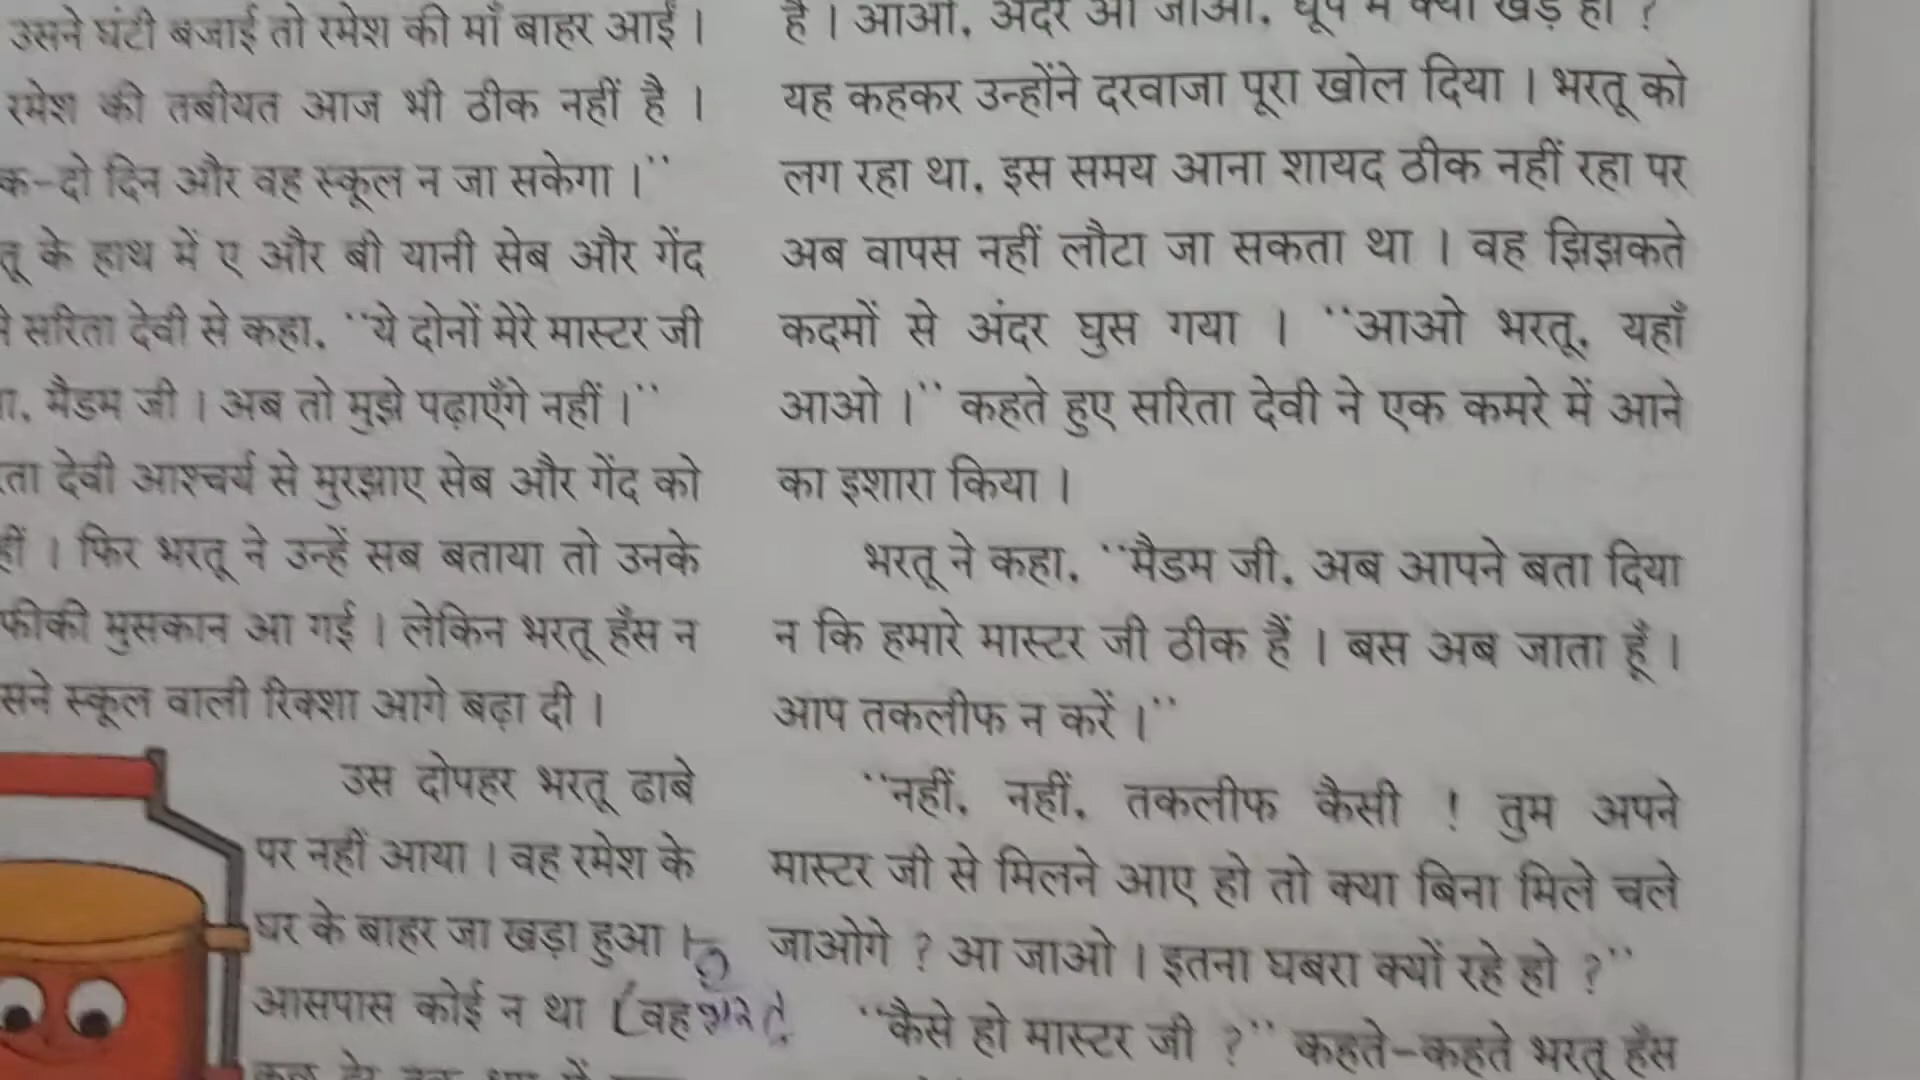 उसने घंटी बजाई तो रमेश की माँ बाहर आईं ।
रमेश की तबीयत आज भी ठीक नहीं है ।
क-दो दिन और वह स्कूल न जा सकेगा ।''
तू के हाथ में ए और बी यानी सेब और गेंद
सरिता देवी से कहा, ''ये दोनों मेरे मास्टर जी
मैडम जी । अब तो मुझे पढ़ाएँगे नहीं ।''
ता देवी आश्चर्य से मुरझाए सेब और गेंद को
हीं । फिर भरतू ने उन्हें सब बताया तो उनके
फीकी मुसकान आ गई । लेकिन भरतू हँस न
सने स्कूल वाली रिक्शा आगे बढ़ा दी ।
उस दोपहर भरतू ढाबे
पर नहीं आया । वह रमेश के
घर के बाहर जा खड़ा हुआ ।
आसपास कोई न था (वह भरतू
है । आओ, अंदर आ जाओ, धूप में क्यों खड़े हो ?
यह कहकर उन्होंने दरवाजा पूरा खोल दिया । भरतू को
लग रहा था, इस समय आना शायद ठीक नहीं रहा पर
अब वापस नहीं लौटा जा सकता था । वह झिझकते
कदमों से अंदर घुस गया । ''आओ भरतू, यहाँ
आओ ।'' कहते हुए सरिता देवी ने एक कमरे में आने
का इशारा किया ।
भरतू ने कहा, ''मैडम जी, अब आपने बता दिया
न कि हमारे मास्टर जी ठीक हैं । बस अब जाता हूँ ।
आप तकलीफ न करें ।''
''नहीं, नहीं, तकलीफ कैसी ! तुम अपने
मास्टर जी से मिलने आए हो तो क्या बिना मिले चले
जाओगे ? आ जाओ । इतना घबरा क्यों रहे हो ?''
''कैसे हो मास्टर जी ?'' कहते-कहते भरतू हँस